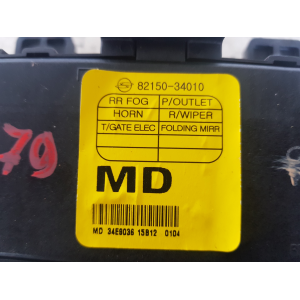 82150-34010
RR FOG P/OUTLET
HORN R/WIPER
T/GATE ELEC FOLDING MIRR
79
MD
MD 34E9036 15B12 0104